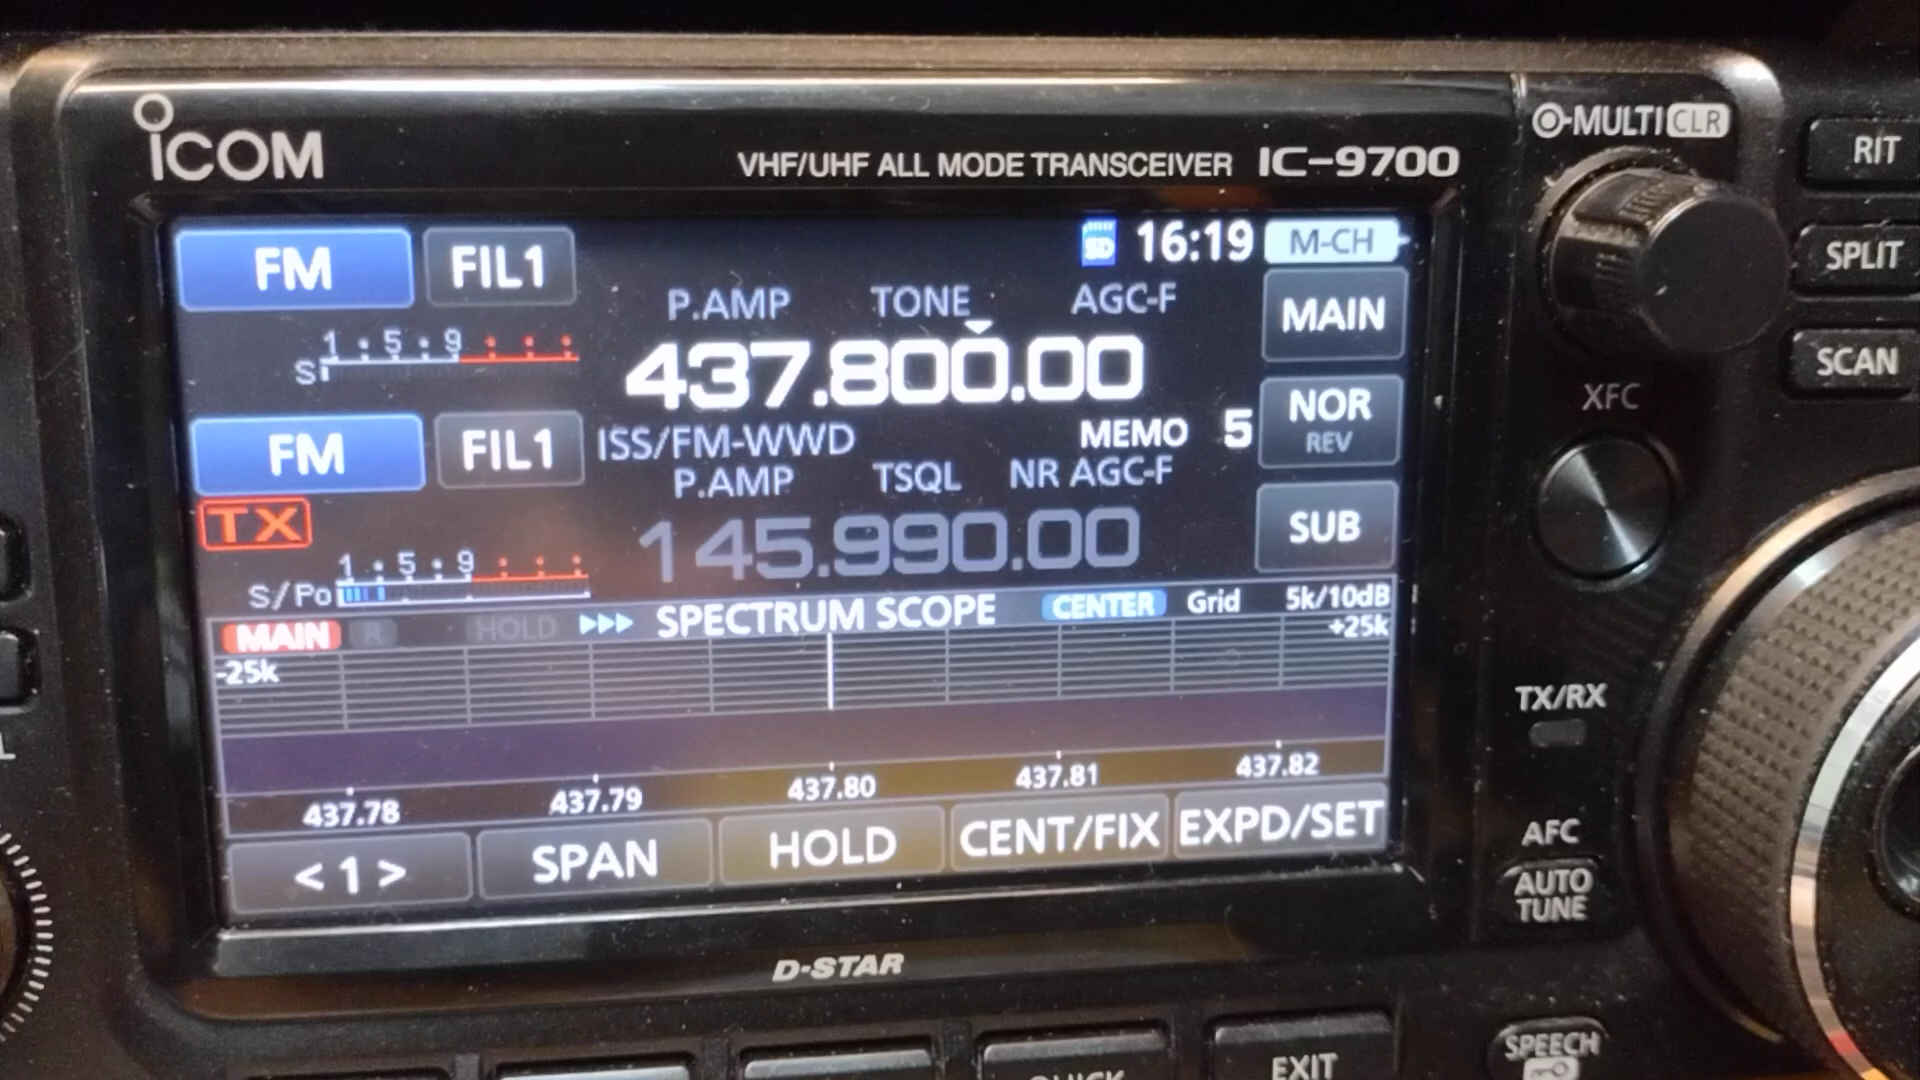 ICOM
VHF/UHF ALL MODE TRANSCEIVER IC-9700
MULTI CLR
RIT
FM FIL1 SD 16:19 M-CH
P.AMP TONE AGC-F
MAIN
SPLIT
1 5 9
S
437.800.00
SCAN
ISS/FM-WWD MEMO 5
NOR
REV
XFC
FM FIL1
P.AMP TSQL NR AGC-F
TX
145.990.00
SUB
1 5 9
S/Po
SPECTRUM SCOPE CENTER Grid 5k/10dB
MAIN R HOLD
-25k +25k
TX/RX
437.78 437.79 437.80 437.81 437.82
< 1 > SPAN HOLD CENT/FIX EXPD/SET
AFC
AUTO
TUNE
D-STAR
SPEECH
QUICK EXIT
L